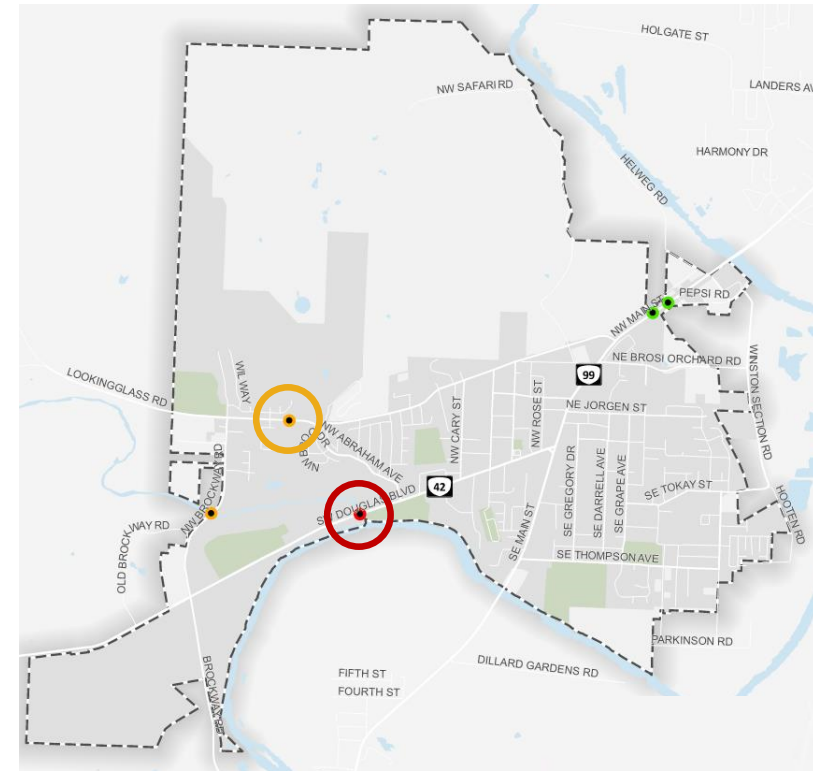 HOLGATE ST
LANDERS AV
NW SAFARI RD
HARMONY DR
HELWEG RD
PEPSI RD
NW MAIN ST
NE BROSI ORCHARD RD
WINSTON SECTION RD
99
LOOKINGGLASS RD
WIL WAY
NE JORGEN ST
NW CARY ST
NW ROSE ST
NW ABRAHAM AVE
NW BROCKWAY RD
42
SW DOUGLAS BLVD
SE GREGORY DR
SE DARRELL AVE
SE GRAPE AVE
SE TOKAY ST
HOOTEN RD
OLD BROCKWAY RD
SE MAIN ST
SE THOMPSON AVE
PARKINSON RD
DILLARD GARDENS RD
BROCKWAY RD
FIFTH ST
FOURTH ST